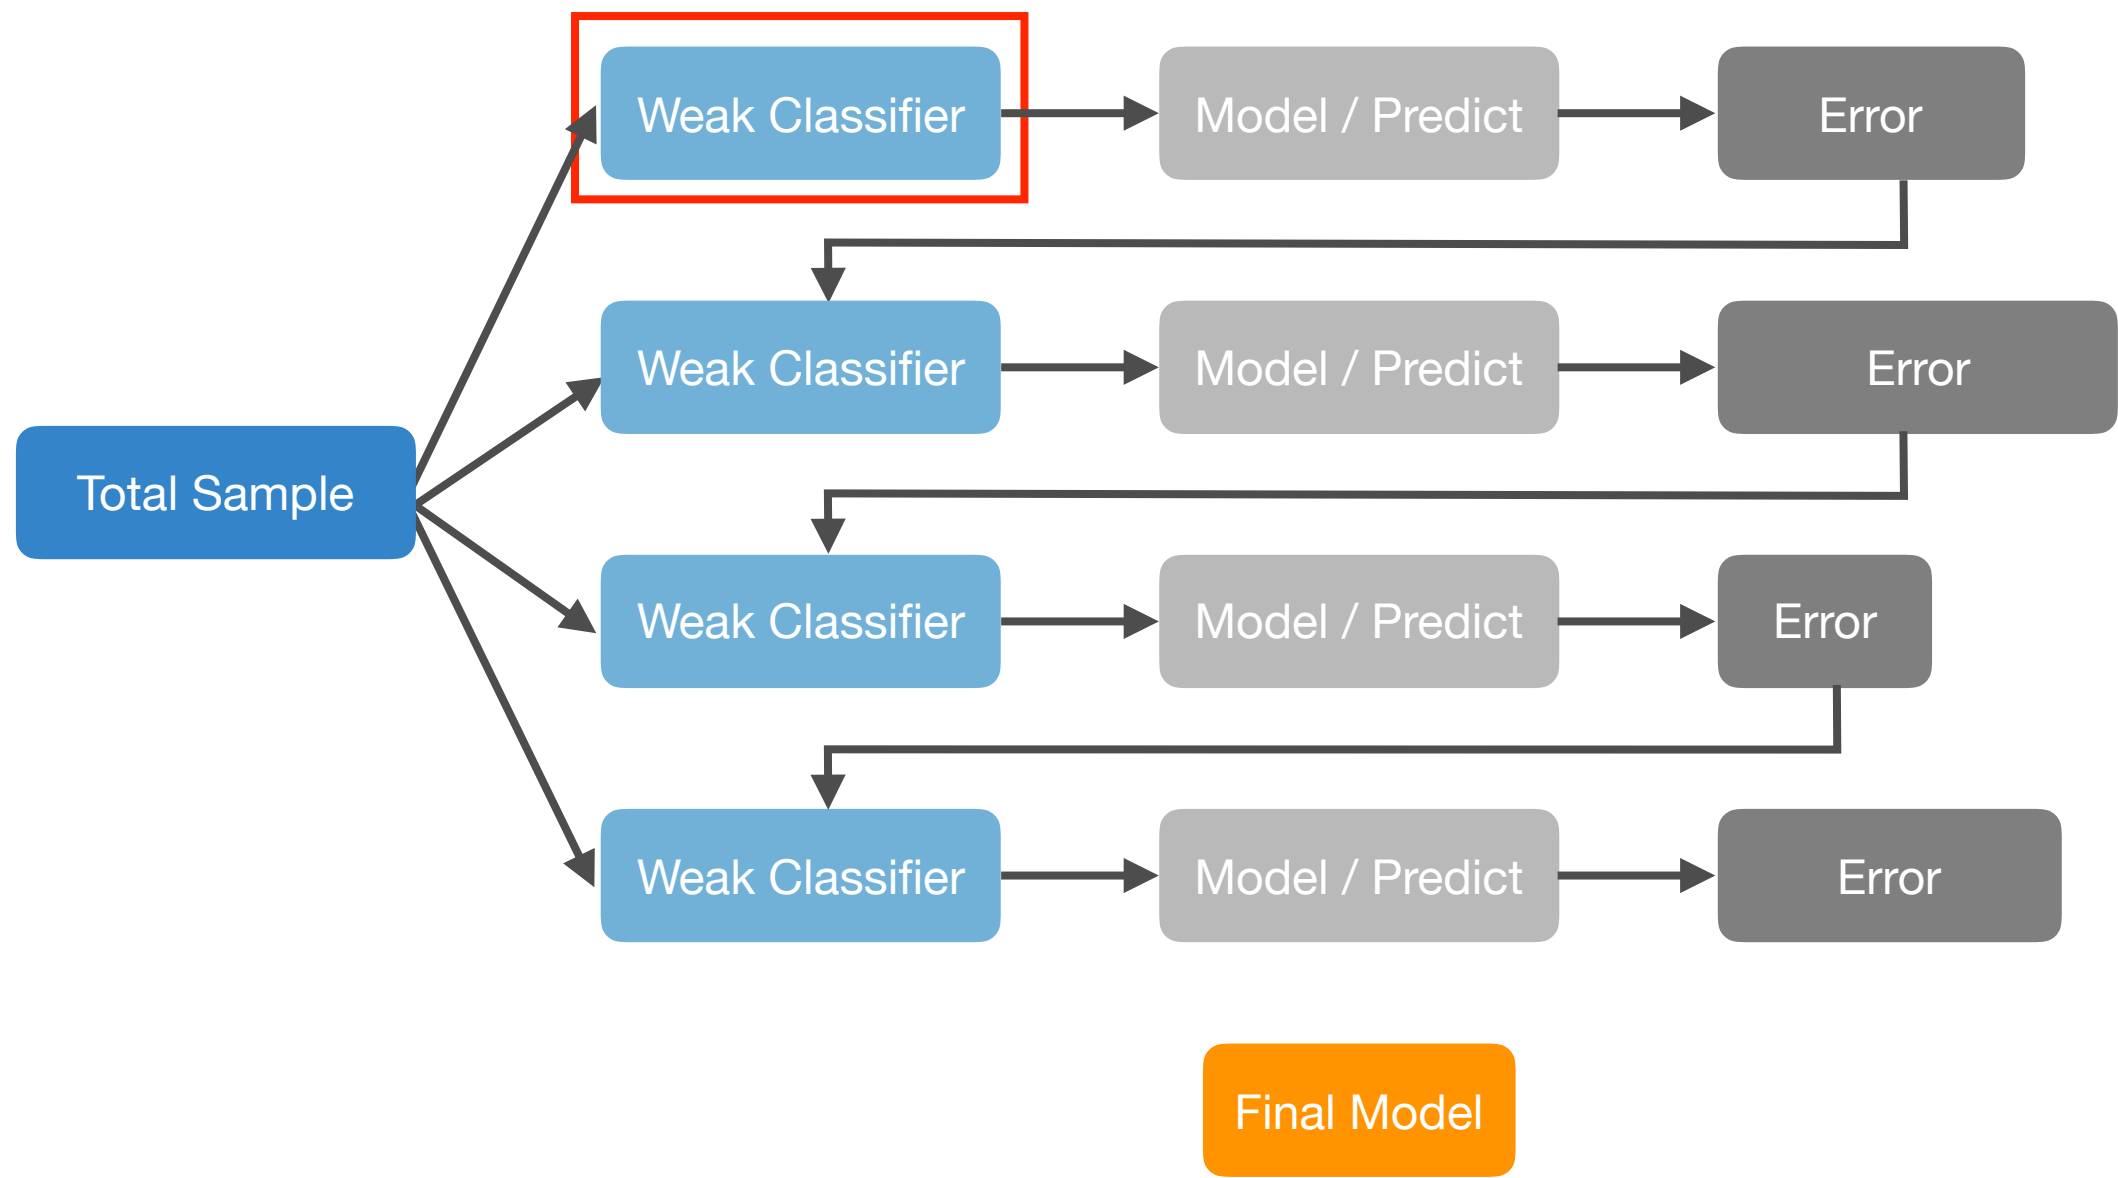 Weak Classifier
Model / Predict
Error
Weak Classifier
Model / Predict
Error
Total Sample
Weak Classifier
Model / Predict
Error
Weak Classifier
Model / Predict
Error
Final Model